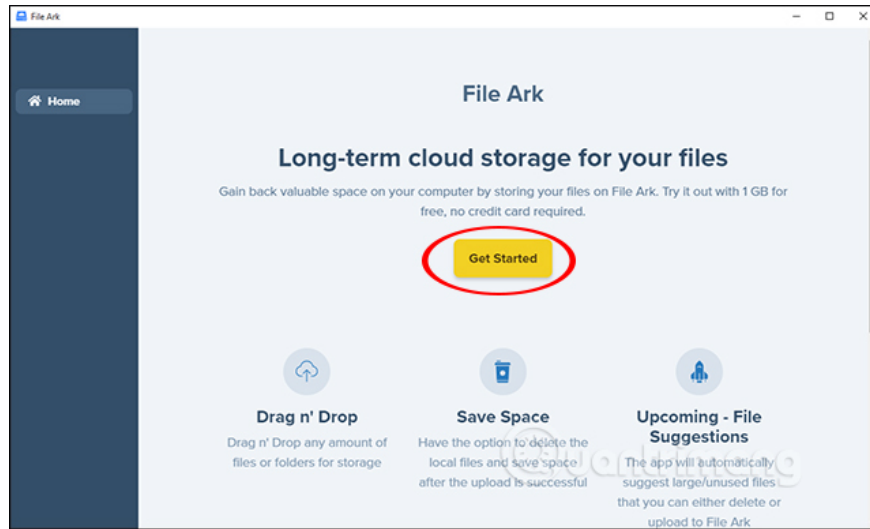 File Ark
Home
File Ark
Long-term cloud storage for your files
Gain back valuable space on your computer by storing your files on File Ark. Try it out with 1 GB for
free, no credit card required.
Get Started
Drag n' Drop
Drag n' Drop any amount of
files or folders for storage
Save Space
Have the option to delete the
local files and save space
after the upload is successful
Upcoming - File
Suggestions
The app will automatically
suggest large/unused files
that you can either delete or
upload to File Ark
@uantrimang